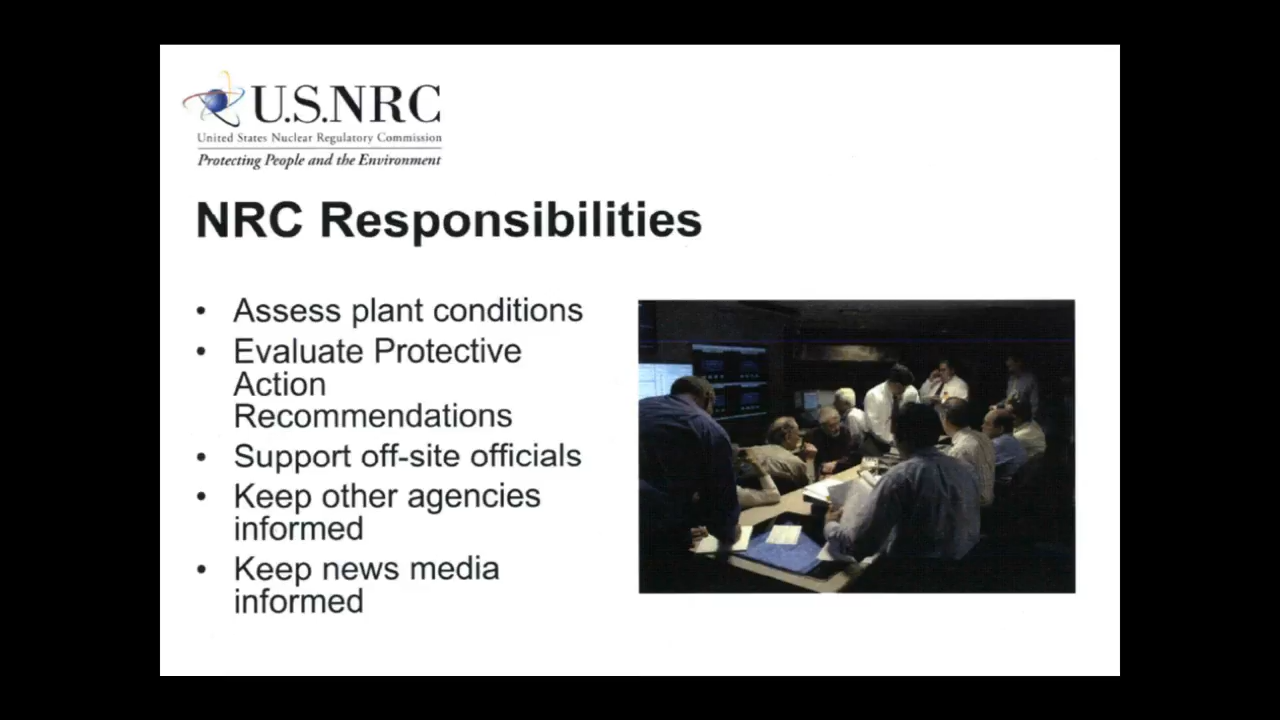 U.S.NRC
United States Nuclear Regulatory Commission
Protecting People and the Environment
NRC Responsibilities
• Assess plant conditions
• Evaluate Protective
Action
Recommendations
• Support off-site officials
• Keep other agencies
informed
• Keep news media
informed